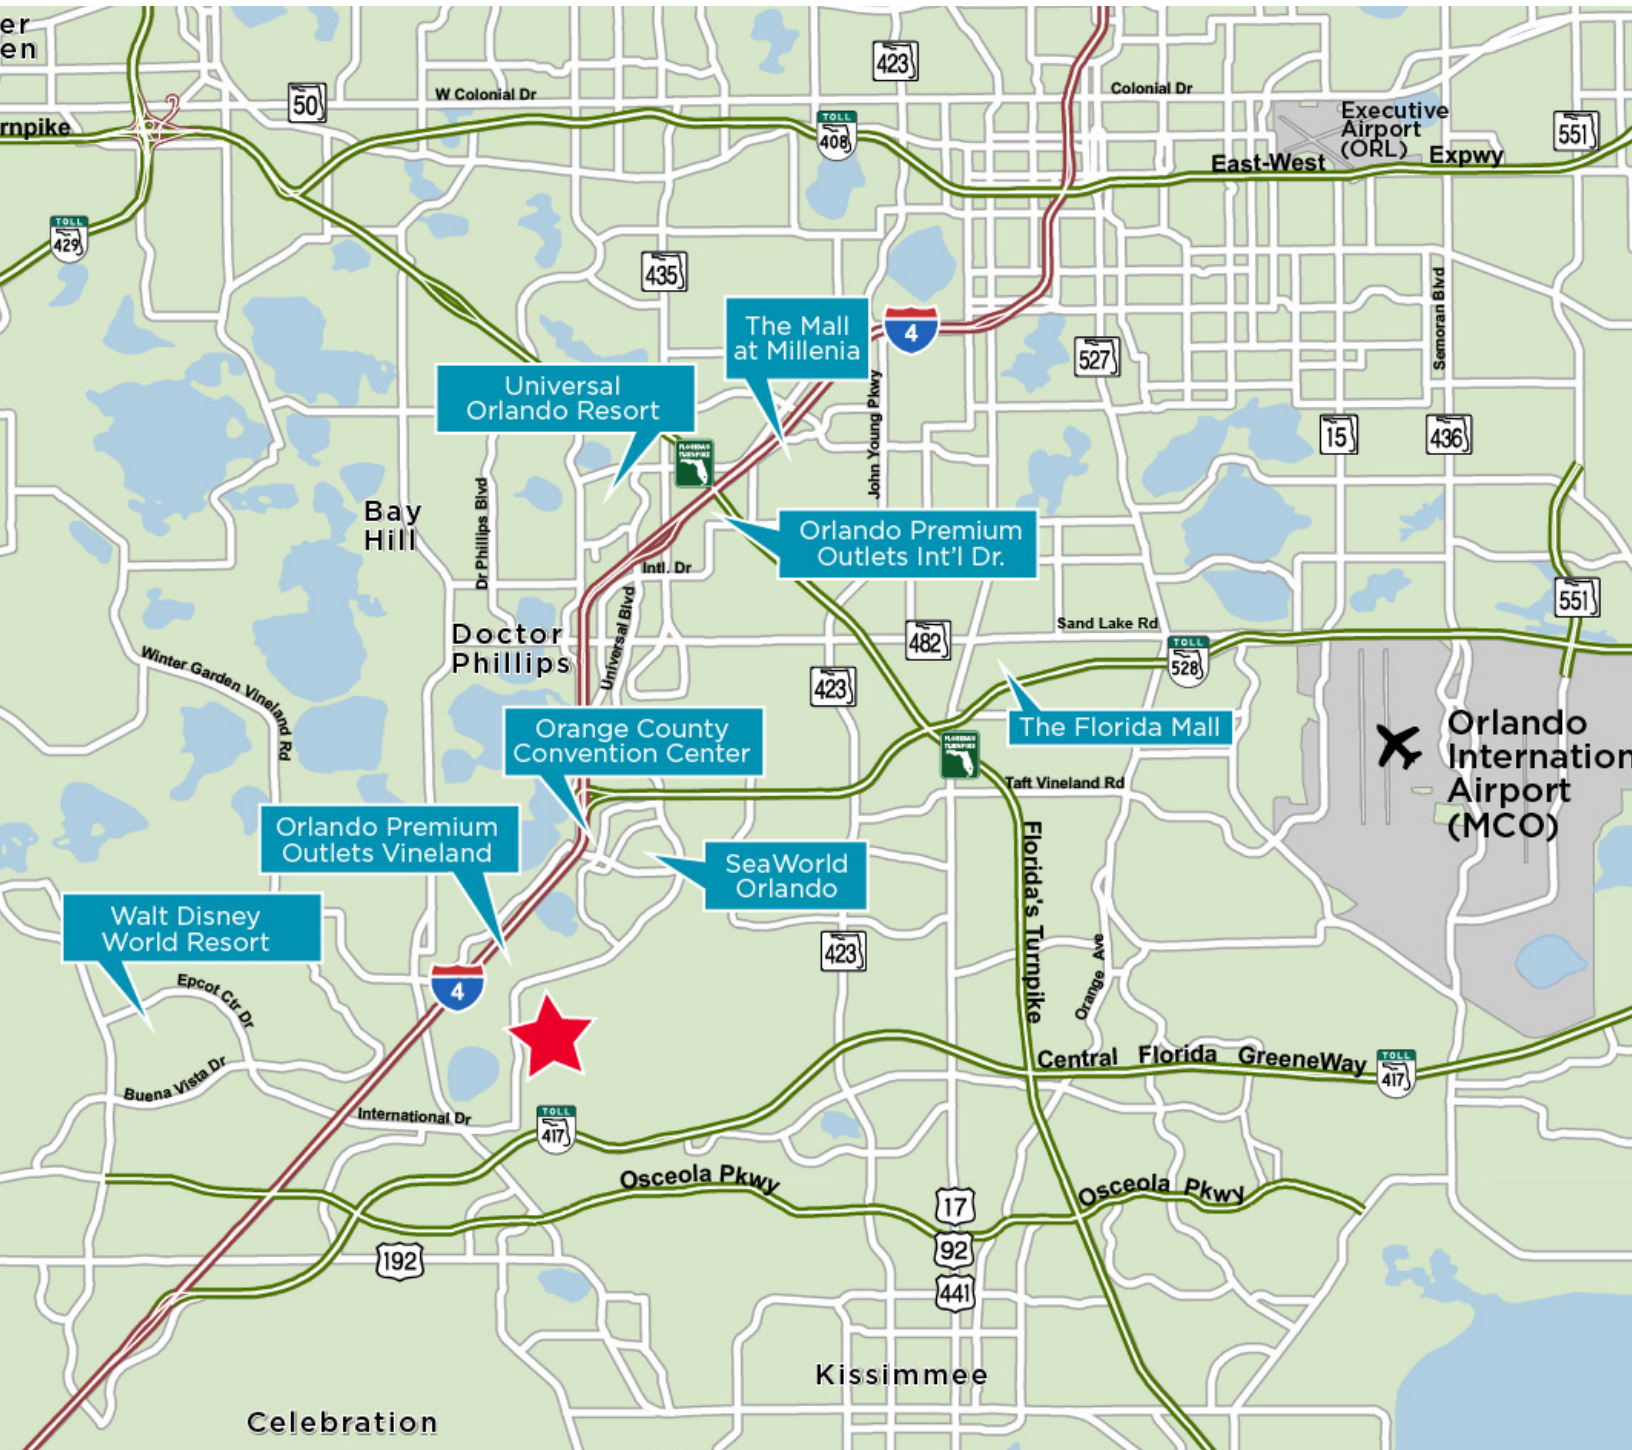 er
en
423
50
W Colonial Dr
Colonial Dr
Executive
Airport
(ORL)
551
rnpike
TOLL
408
East-West Expwy
TOLL
429
435
Semoran Blvd
The Mall
at Millenia
4
527
Universal
Orlando Resort
John Young Pkwy
15
436
FLORIDA'S
TURNPIKE
Bay
Hill
Dr Phillips Blvd
Orlando Premium
Outlets Int'l Dr.
Intl. Dr
551
Universal Blvd
Doctor
Phillips
482
Sand Lake Rd
TOLL
528
Winter Garden Vineland Rd
423
Orange County
Convention Center
The Florida Mall
FLORIDA'S
TURNPIKE
Orlando
Internation
Airport
(MCO)
Taft Vineland Rd
Orlando Premium
Outlets Vineland
SeaWorld
Orlando
Florida's Turnpike
Walt Disney
World Resort
423
Orange Ave
4
Epcot Ctr Dr
Central Florida GreeneWay
TOLL
417
Buena Vista Dr
International Dr
TOLL
417
Osceola Pkwy
Osceola Pkwy
17
92
441
192
Kissimmee
Celebration